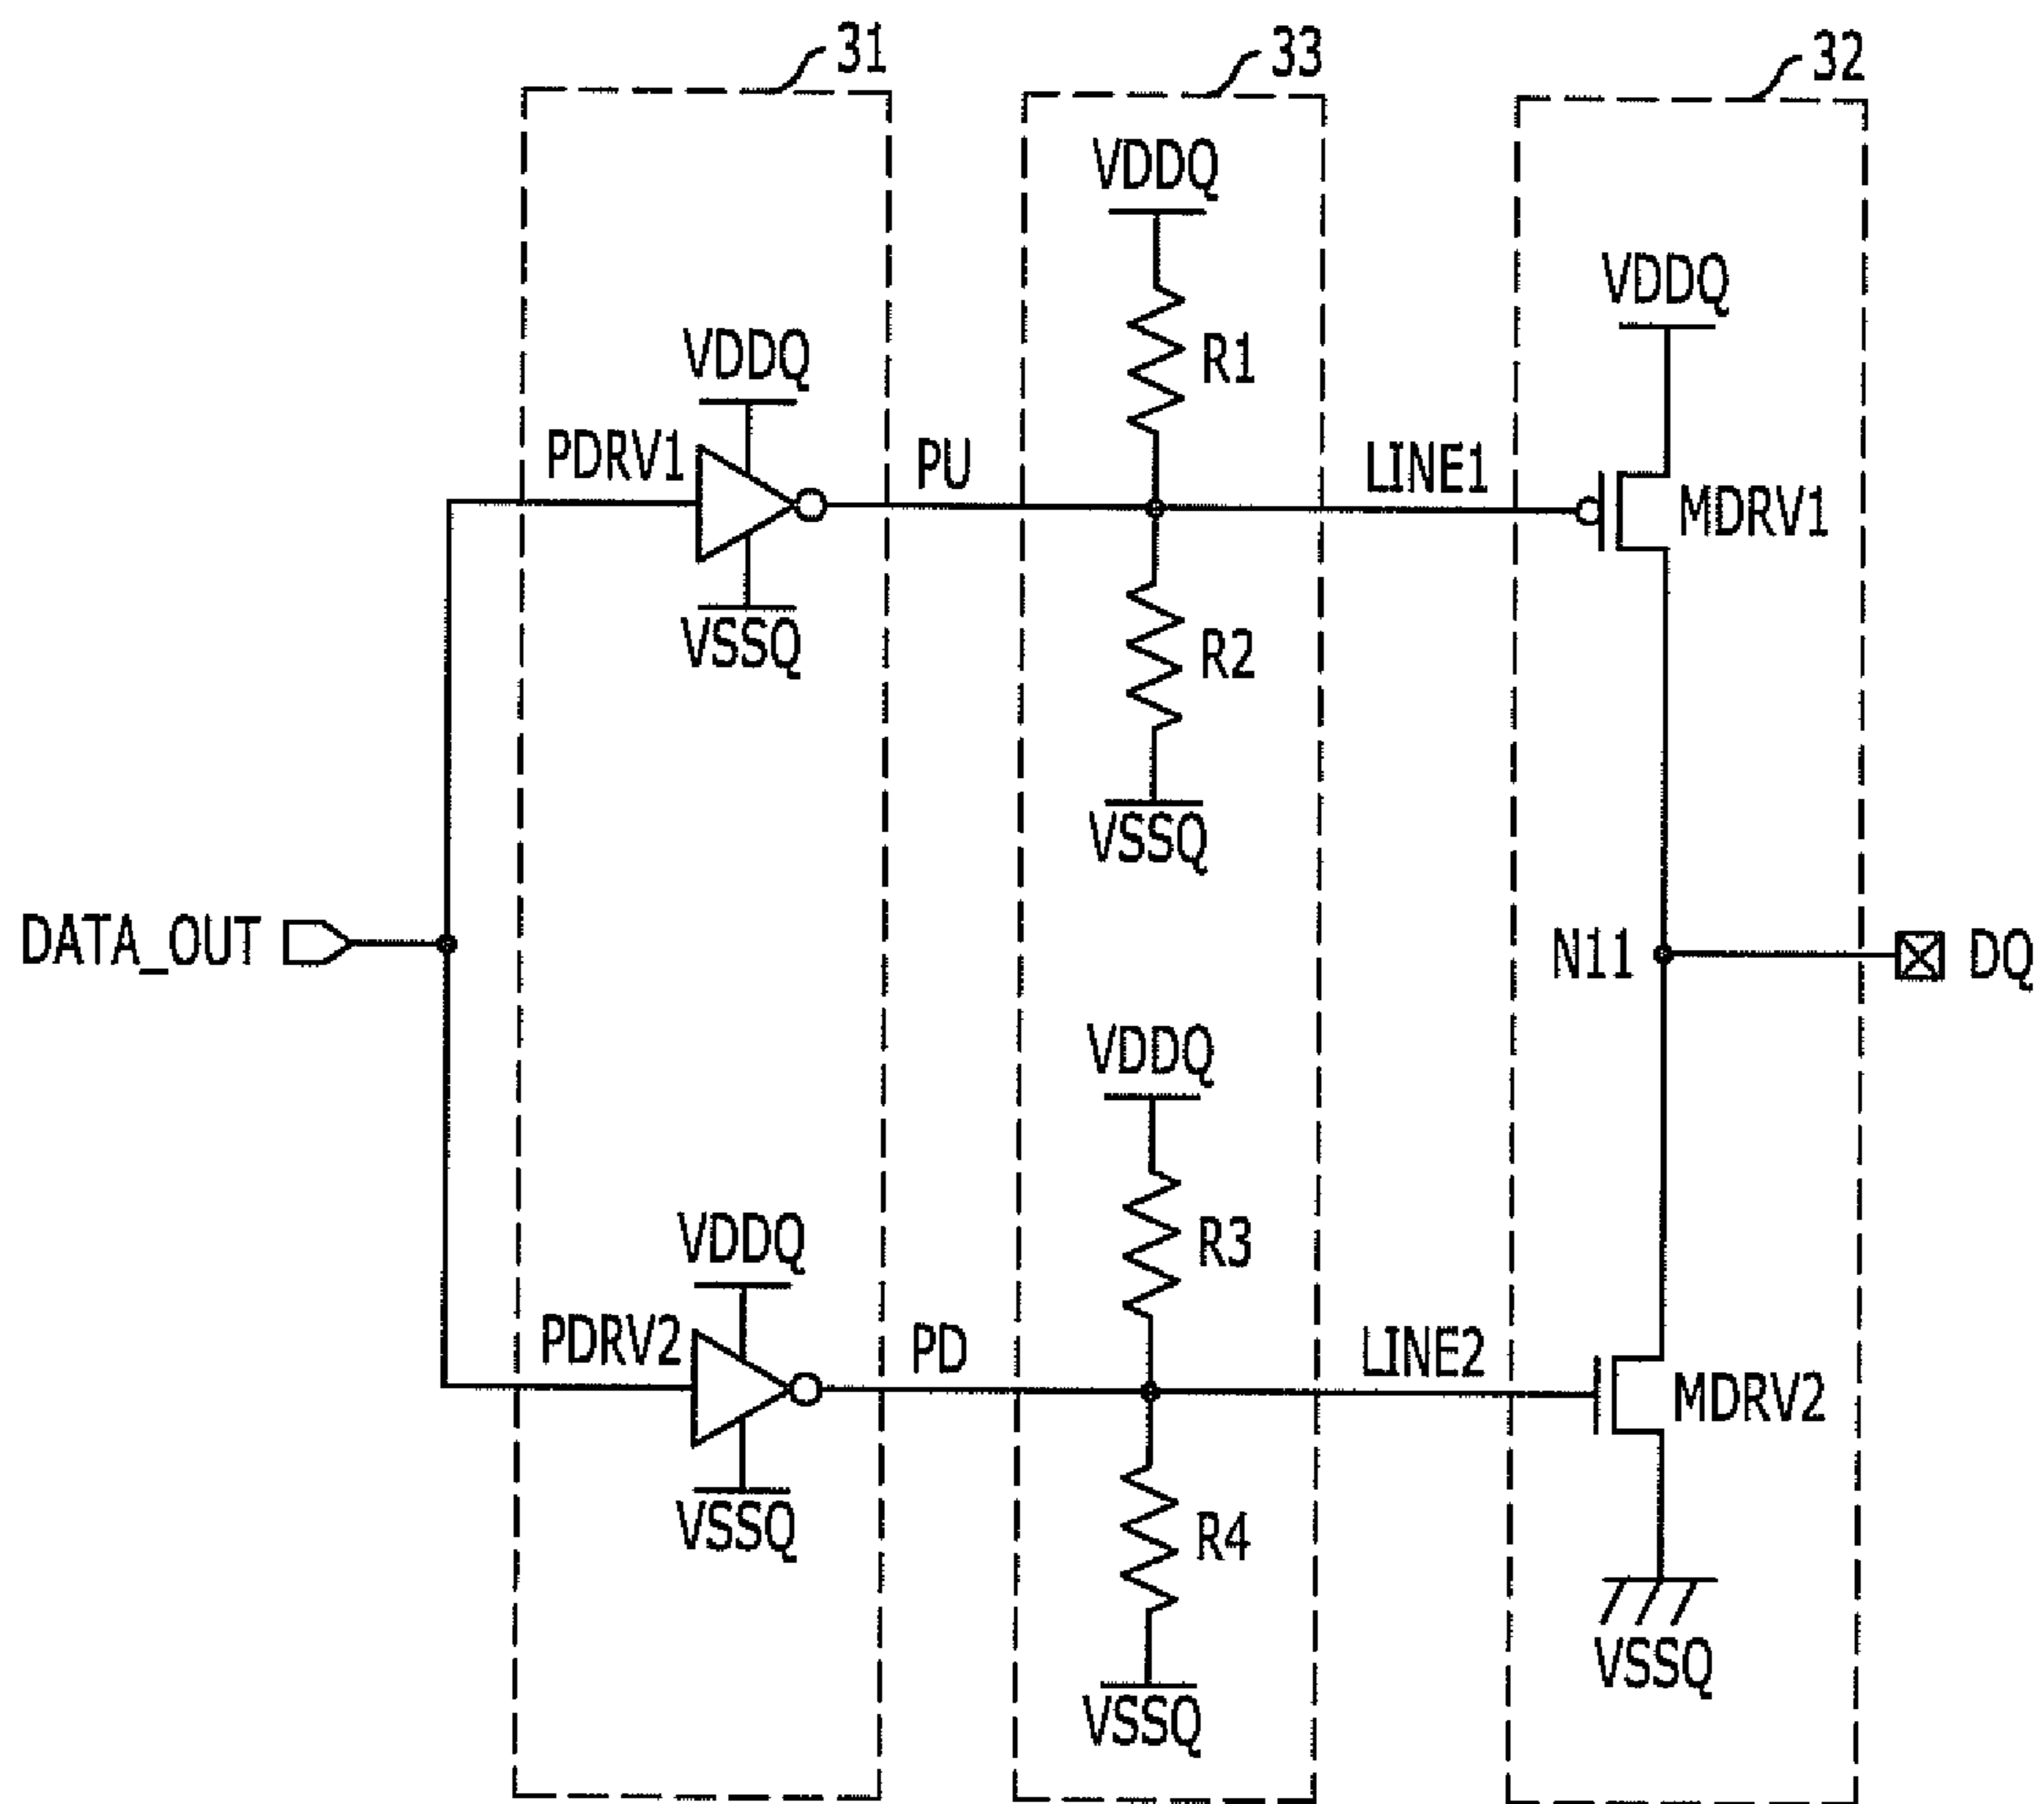 31
33
32
VDDQ
VDDQ
VDDQ
R1
PDRV1
PU
LINE1
MDRV1
VSSQ
R2
VSSQ
DATA_OUT
N11
DQ
VDDQ
VDDQ
R3
PDRV2
PD
LINE2
MDRV2
VSSQ
R4
VSSQ
VSSQ